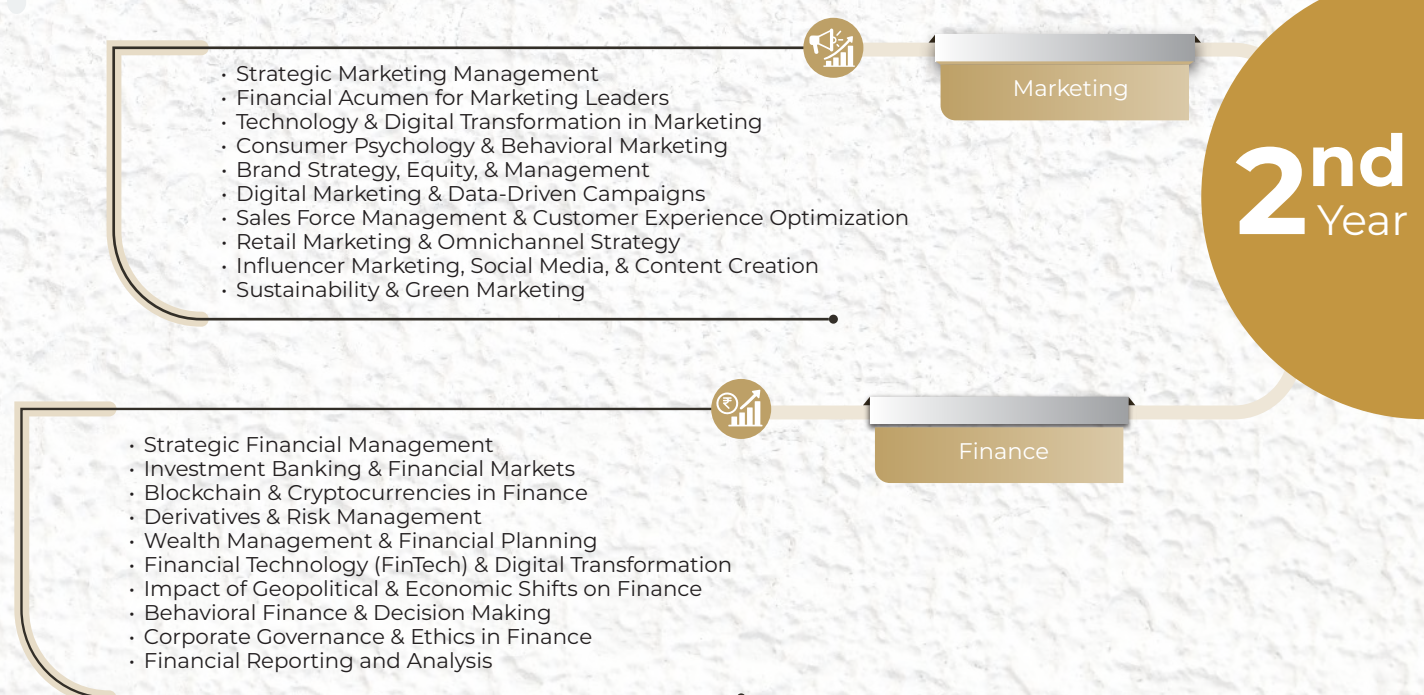 • Strategic Marketing Management
• Financial Acumen for Marketing Leaders
• Technology & Digital Transformation in Marketing
• Consumer Psychology & Behavioral Marketing
• Brand Strategy, Equity, & Management
• Digital Marketing & Data-Driven Campaigns
• Sales Force Management & Customer Experience Optimization
• Retail Marketing & Omnichannel Strategy
• Influencer Marketing, Social Media, & Content Creation
• Sustainability & Green Marketing
Marketing
2nd
Year
• Strategic Financial Management
• Investment Banking & Financial Markets
• Blockchain & Cryptocurrencies in Finance
• Derivatives & Risk Management
• Wealth Management & Financial Planning
• Financial Technology (FinTech) & Digital Transformation
• Impact of Geopolitical & Economic Shifts on Finance
• Behavioral Finance & Decision Making
• Corporate Governance & Ethics in Finance
• Financial Reporting and Analysis
₹
Finance